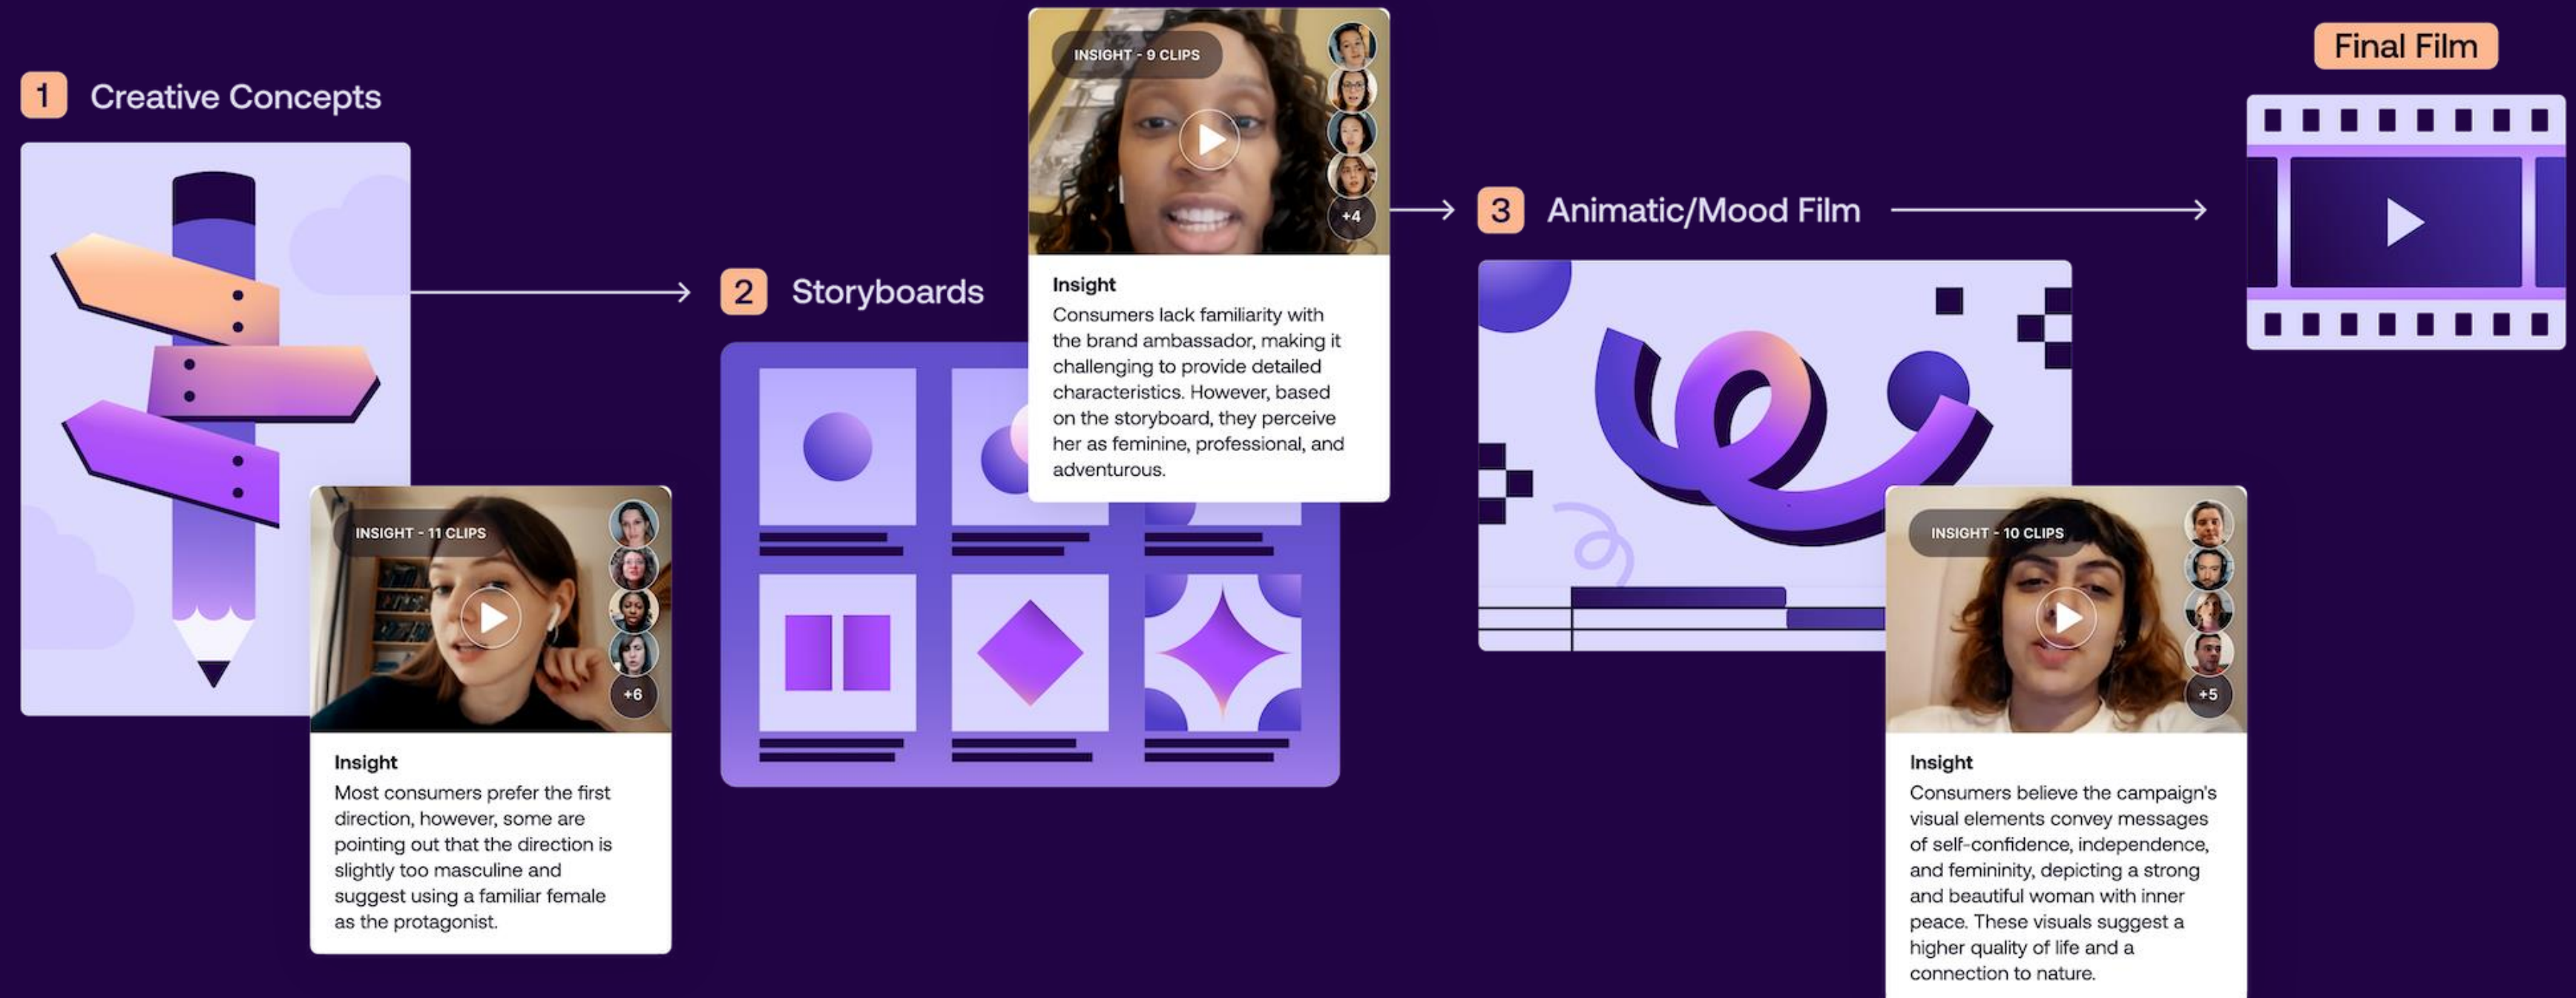 1 Creative Concepts
INSIGHT - 11 CLIPS
+6
Insight
Most consumers prefer the first
direction, however, some are
pointing out that the direction is
slightly too masculine and
suggest using a familiar female
as the protagonist.
2 Storyboards
INSIGHT - 9 CLIPS
+4
Insight
Consumers lack familiarity with
the brand ambassador, making it
challenging to provide detailed
characteristics. However, based
on the storyboard, they perceive
her as feminine, professional, and
adventurous.
3 Animatic/Mood Film
INSIGHT - 10 CLIPS
+5
Insight
Consumers believe the campaign's
visual elements convey messages
of self-confidence, independence,
and femininity, depicting a strong
and beautiful woman with inner
peace. These visuals suggest a
higher quality of life and a
connection to nature.
Final Film